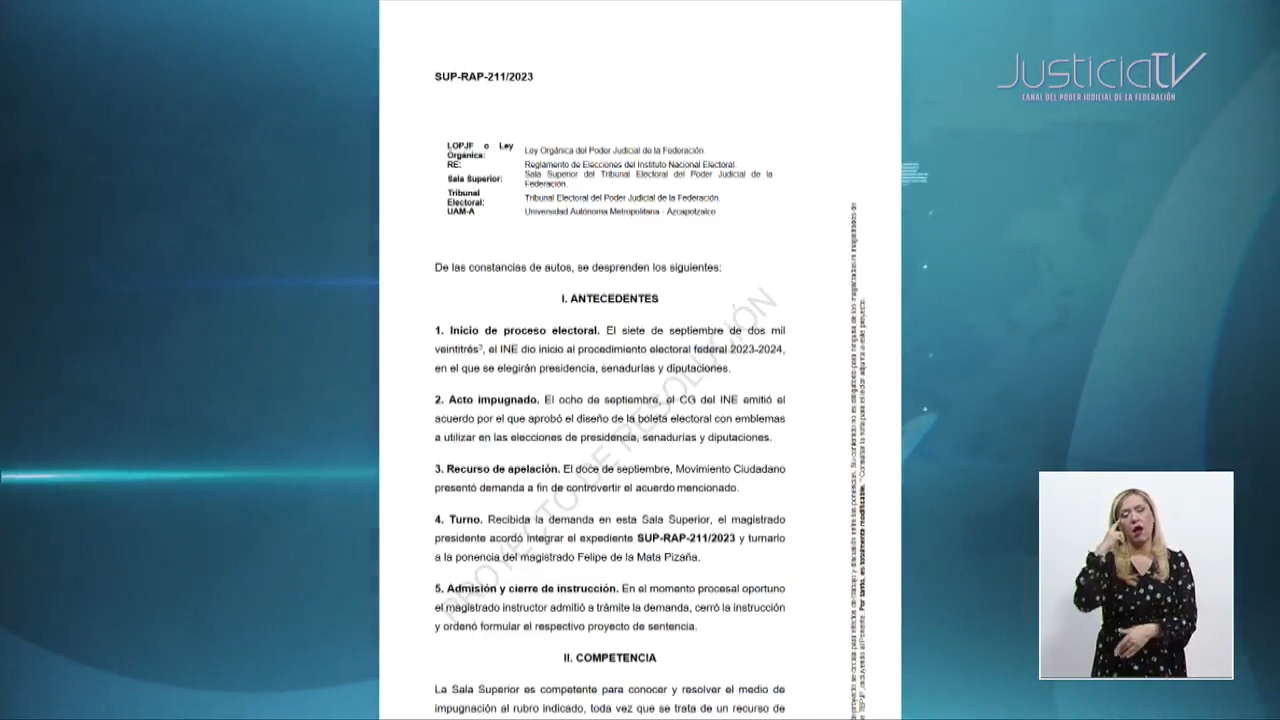 SUP-RAP-211/2023
JusticiaTV
CANAL DEL PODER JUDICIAL DE LA FEDERACIÓN
LOPJF o Ley Orgánica:
Ley Orgánica del Poder Judicial de la Federación.
RE:
Reglamento de Elecciones del Instituto Nacional Electoral.
Sala Superior:
Sala Superior del Tribunal Electoral del Poder Judicial de la
Federación.
Tribunal Electoral:
Tribunal Electoral del Poder Judicial de la Federación.
UAM-A
Universidad Autónoma Metropolitana - Azcapotzalco
De las constancias de autos, se desprenden los siguientes:
I. ANTECEDENTES
1. Inicio de proceso electoral. El siete de septiembre de dos mil
veintitrés³, el INE dio inicio al procedimiento electoral federal 2023-2024,
en el que se elegirán presidencia, senadurías y diputaciones.
2. Acto impugnado. El ocho de septiembre, el CG del INE emitió el
acuerdo por el que aprobó el diseño de la boleta electoral con emblemas
a utilizar en las elecciones de presidencia, senadurías y diputaciones.
3. Recurso de apelación. El doce de septiembre, Movimiento Ciudadano
presentó demanda a fin de controvertir el acuerdo mencionado.
4. Turno. Recibida la demanda en esta Sala Superior, el magistrado
presidente acordó integrar el expediente SUP-RAP-211/2023 y turnarlo
a la ponencia del magistrado Felipe de la Mata Pizaña.
5. Admisión y cierre de instrucción. En el momento procesal oportuno
el magistrado instructor admitió a trámite la demanda, cerró la instrucción
y ordenó formular el respectivo proyecto de sentencia.
II. COMPETENCIA
La Sala Superior es competente para conocer y resolver el medio de
impugnación al rubro indicado, toda vez que se trata de un recurso de
PROYECTO DE RESOLUCIÓN